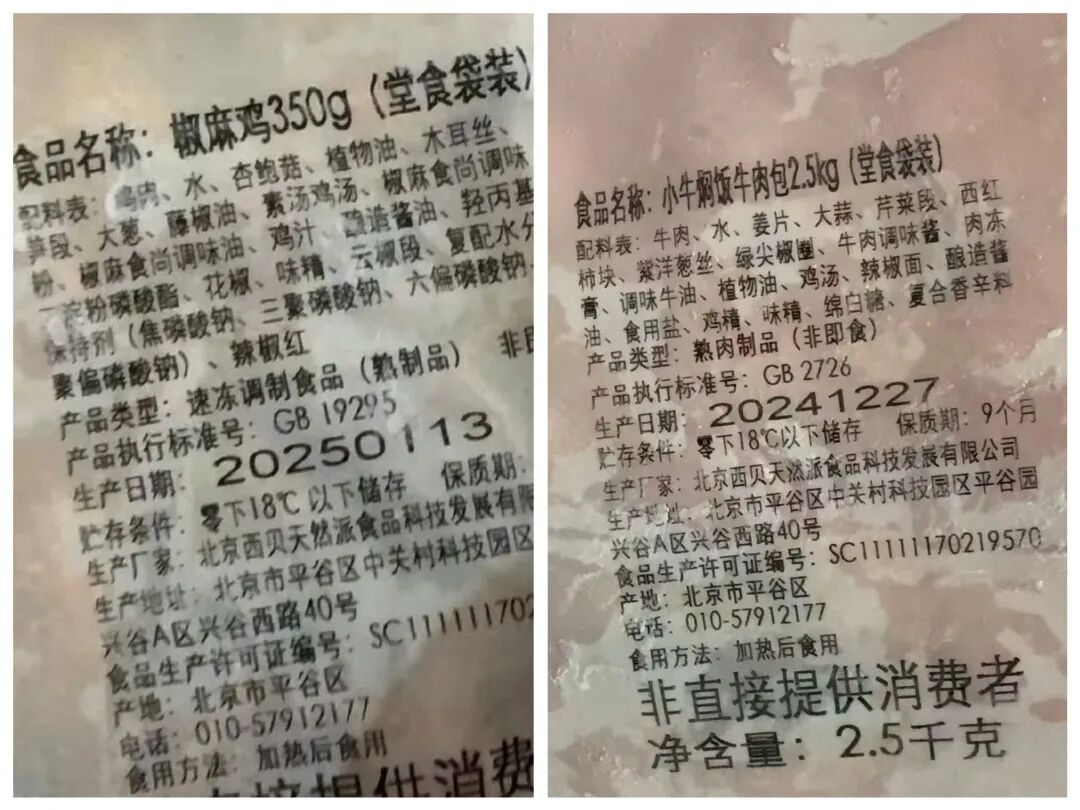 食品名称：椒麻鸡350g（堂食袋装）
配料表：鸡肉、水、杏鲍菇、植物油、木耳丝、
笋段、大葱、藤椒油、素汤鸡汤、椒麻食尚调味
粉、椒麻食尚调味油、鸡汁、酿造酱油、羟丙基
二淀粉磷酸酯、花椒、味精、云椒段、复配水分
保持剂（焦磷酸钠、三聚磷酸钠、六偏磷酸钠、
聚偏磷酸钠）、辣椒红
产品类型：速冻调制食品（熟制品） 非即
产品执行标准号：GB 19295
生产日期：20250113
贮存条件：零下18℃以下储存 保质期：
生产厂家：北京西贝天然派食品科技发展有限
生产地址：北京市平谷区中关村科技园区
兴谷A区兴谷西路40号
食品生产许可证编号：SC11111170
产地：北京市平谷区
电话：010-57912177
食用方法：加热后食用
直接提供消费
食品名称：小牛焖饭牛肉包2.5kg（堂食袋装）
配料表：牛肉、水、姜片、大蒜、芹菜段、西红
柿块、紫洋葱丝、绿尖椒圈、牛肉调味酱、肉冻
膏、调味牛油、植物油、鸡汤、辣椒面、酿造酱
油、食用盐、鸡精、味精、绵白糖、复合香辛料
产品类型：熟肉制品（非即食）
产品执行标准号：GB 2726
生产日期：20241227
贮存条件：零下18℃以下储存 保质期：9个月
生产厂家：北京西贝天然派食品科技发展有限公司
生产地址：北京市平谷区中关村科技园区平谷园
兴谷A区兴谷西路40号
食品生产许可证编号：SC11111170219570
产地：北京市平谷区
电话：010-57912177
食用方法：加热后食用
非直接提供消费者
净含量：2.5千克